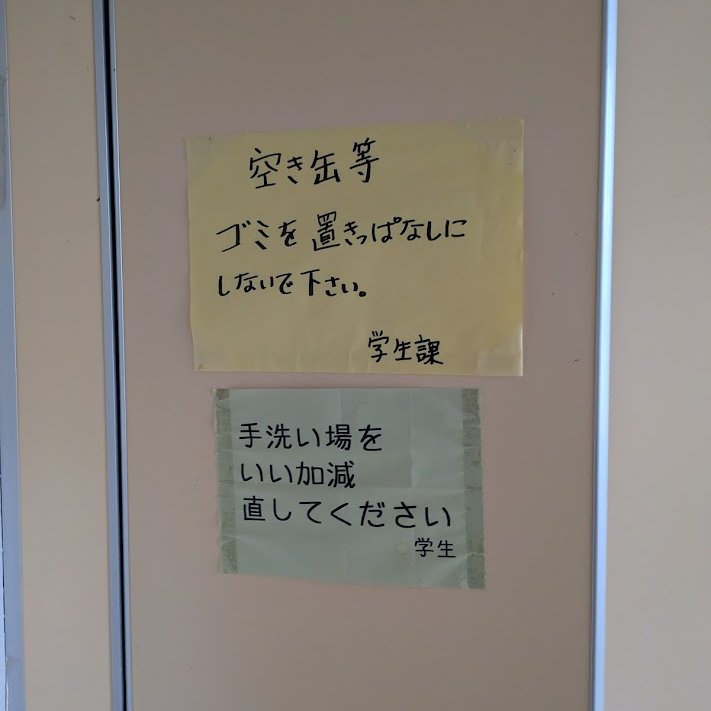 空き缶等
ゴミを置きっぱなしに
しないで下さい。
学生課
手洗い場を
いい加減
直してください
学生